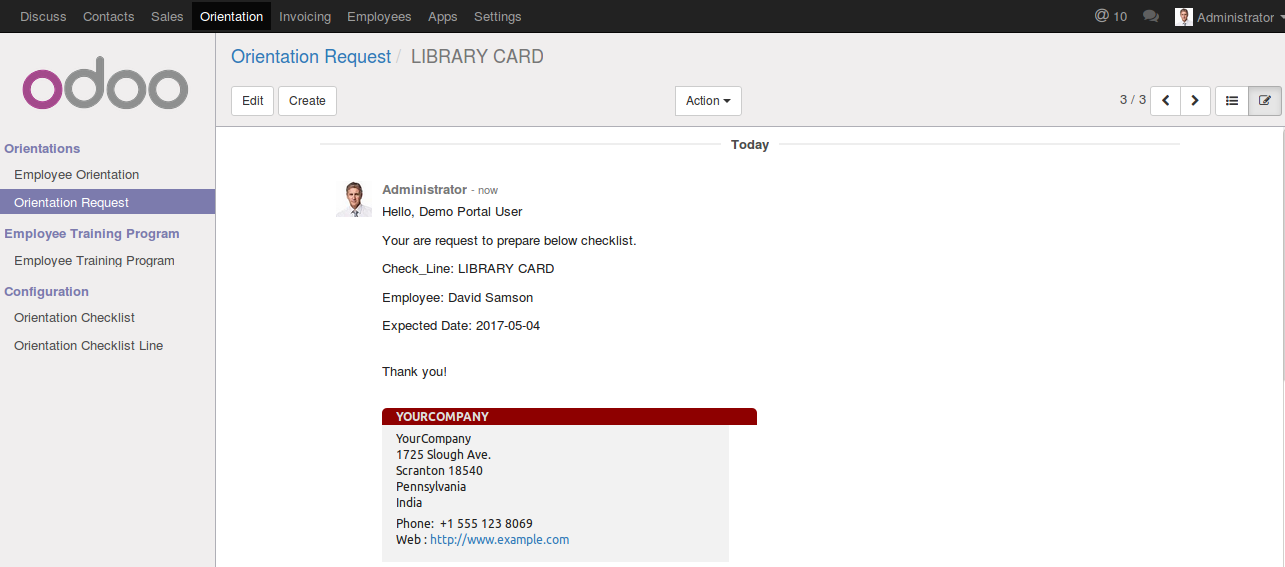 Discuss Contacts Sales Orientation Invoicing Employees Apps Settings @ 10 Administrator
odoo
Orientation Request / LIBRARY CARD
Edit Create Action 3 / 3
Orientations
Employee Orientation
Orientation Request
Employee Training Program
Employee Training Program
Configuration
Orientation Checklist
Orientation Checklist Line
Today
Administrator - now
Hello, Demo Portal User
Your are request to prepare below checklist.
Check_Line: LIBRARY CARD
Employee: David Samson
Expected Date: 2017-05-04
Thank you!
YOURCOMPANY
YourCompany
1725 Slough Ave.
Scranton 18540
Pennsylvania
India
Phone: +1 555 123 8069
Web : http://www.example.com